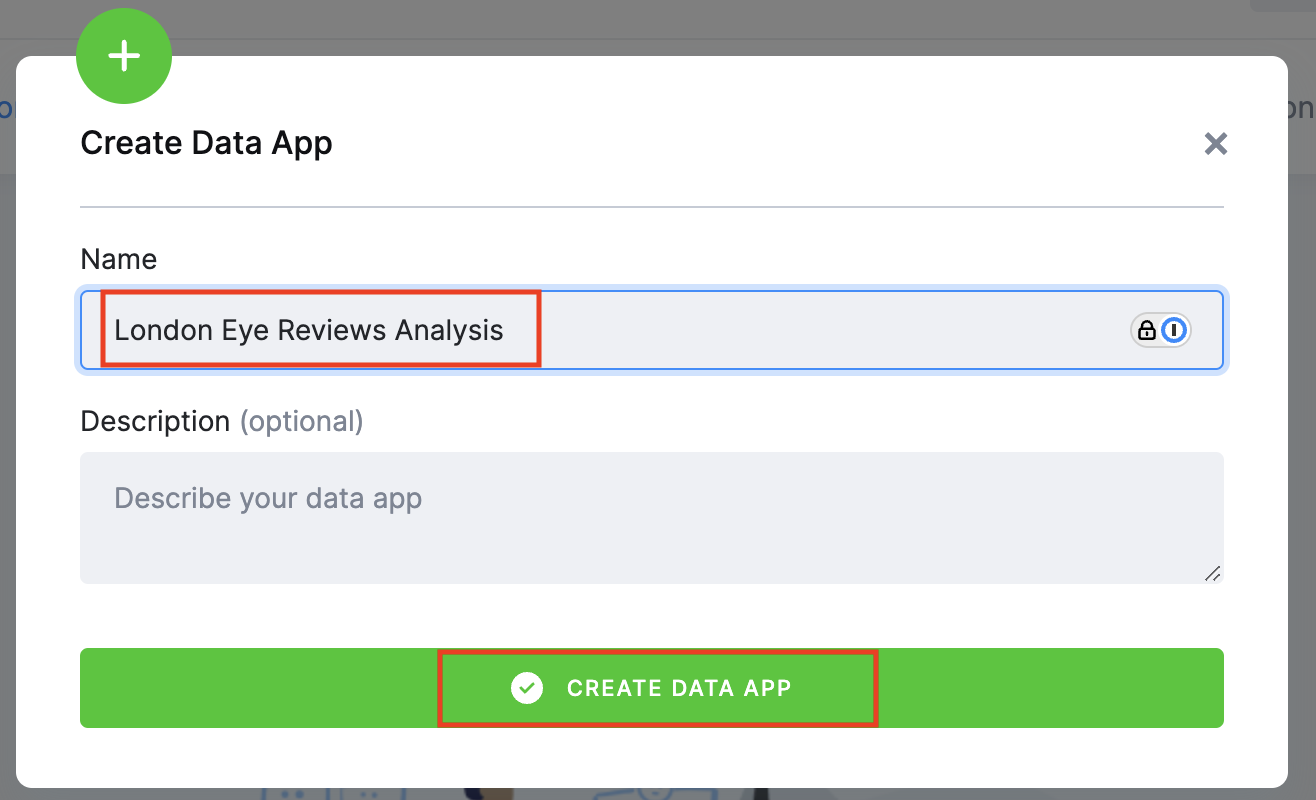 Create Data App
Name
London Eye Reviews Analysis
Description (optional)
Describe your data app
CREATE DATA APP